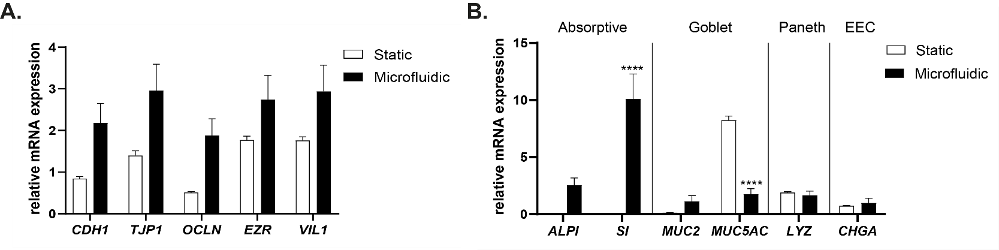 A.
relative mRNA expression
4
3
2
1
0
CDH1 TJP1 OCLN EZR VIL1
Static
Microfluidic
B.
Absorptive Goblet Paneth EEC
relative mRNA expression
15
10
5
0
****
****
ALPI SI MUC2 MUC5AC LYZ CHGA
Static
Microfluidic